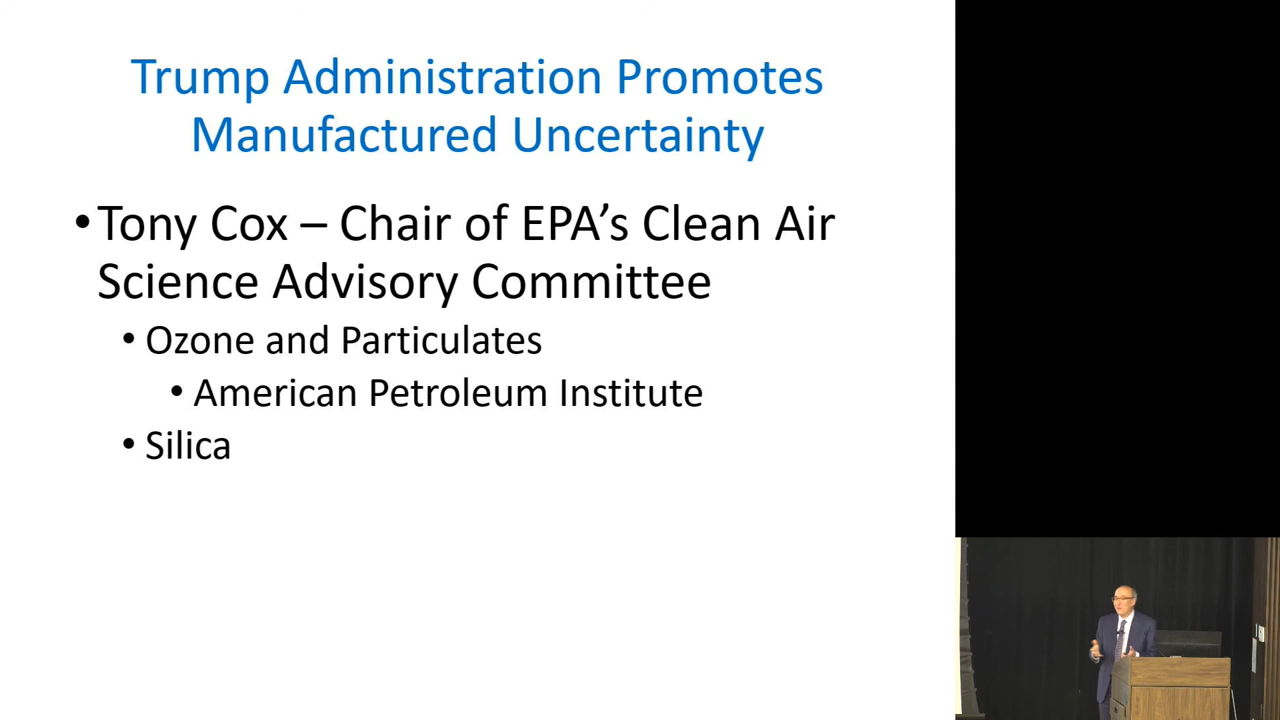 Trump Administration Promotes
Manufactured Uncertainty
•Tony Cox – Chair of EPA’s Clean Air
Science Advisory Committee
• Ozone and Particulates
• American Petroleum Institute
• Silica